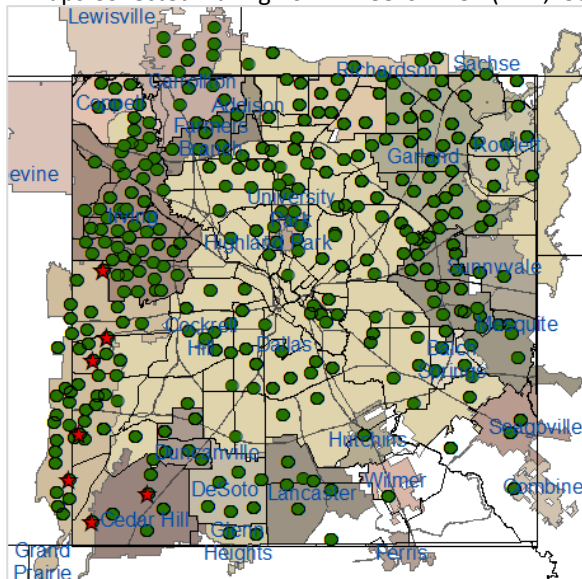 Lewisville
Richardson
Sachse
Carrollton
Coppell
Addison
Farmers
Branch
Garland
Rowlett
evine
University
Park
Irving
Highland Park
Sunnyvale
Cockrell
Hill
Dallas
Mesquite
Balch
Springs
Seagoville
Hutchins
Duncanville
DeSoto
Lancaster
Wilmer
Combine
Cedar Hill
Glenn
Heights
Ferris
Grand
Prairie